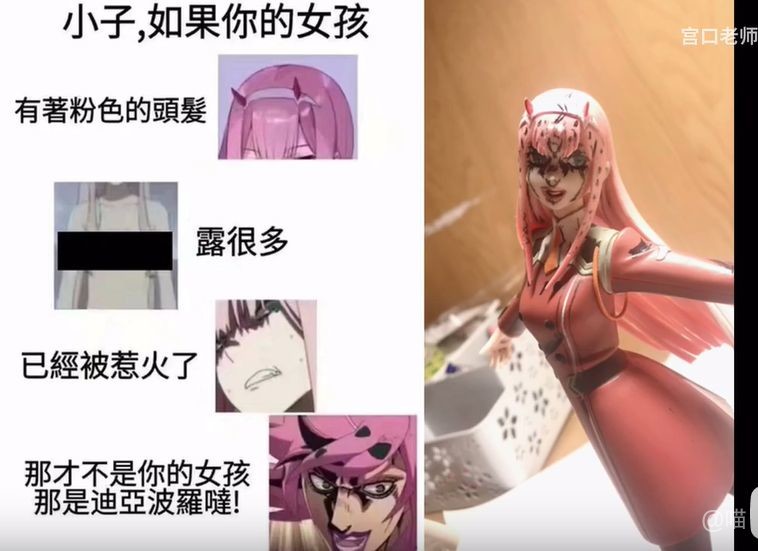 小子,如果你的女孩
有著粉色的頭髮
露很多
已經被惹火了
那才不是你的女孩
那是迪亞波羅噠!
宫口老师
@喵